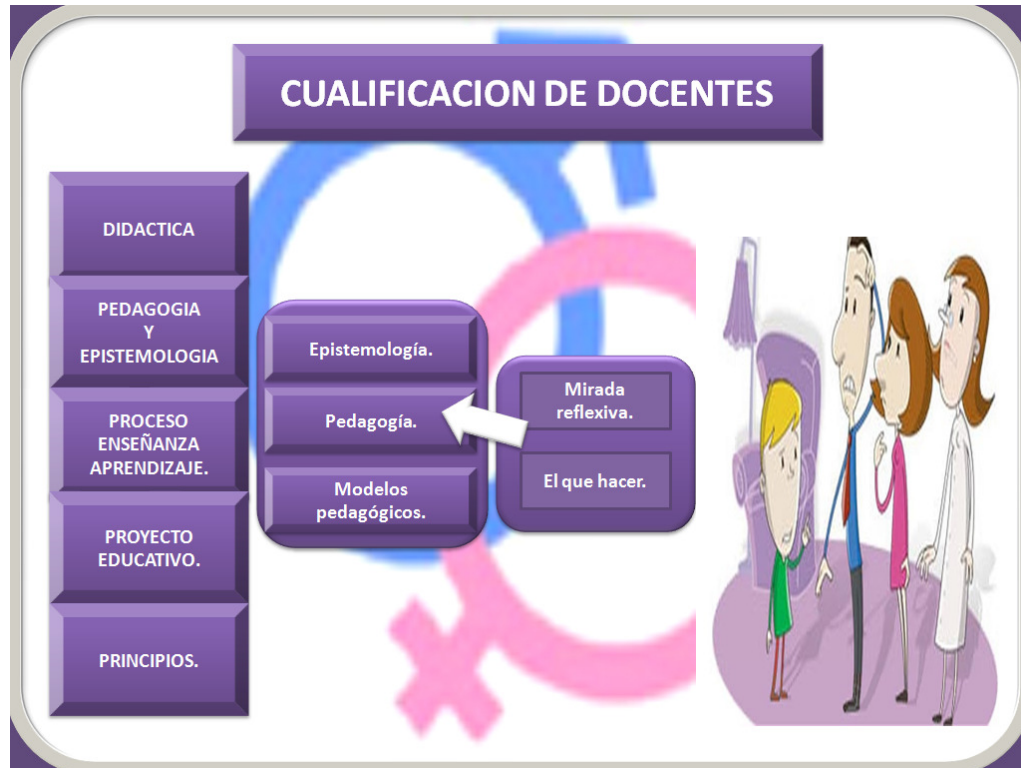 CUALIFICACION DE DOCENTES
DIDACTICA
PEDAGOGIA
Y
EPISTEMOLOGIA
PROCESO
ENSEÑANZA
APRENDIZAJE.
PROYECTO
EDUCATIVO.
PRINCIPIOS.
Epistemología.
Pedagogía.
Modelos
pedagógicos.
Mirada
reflexiva.
El que hacer.